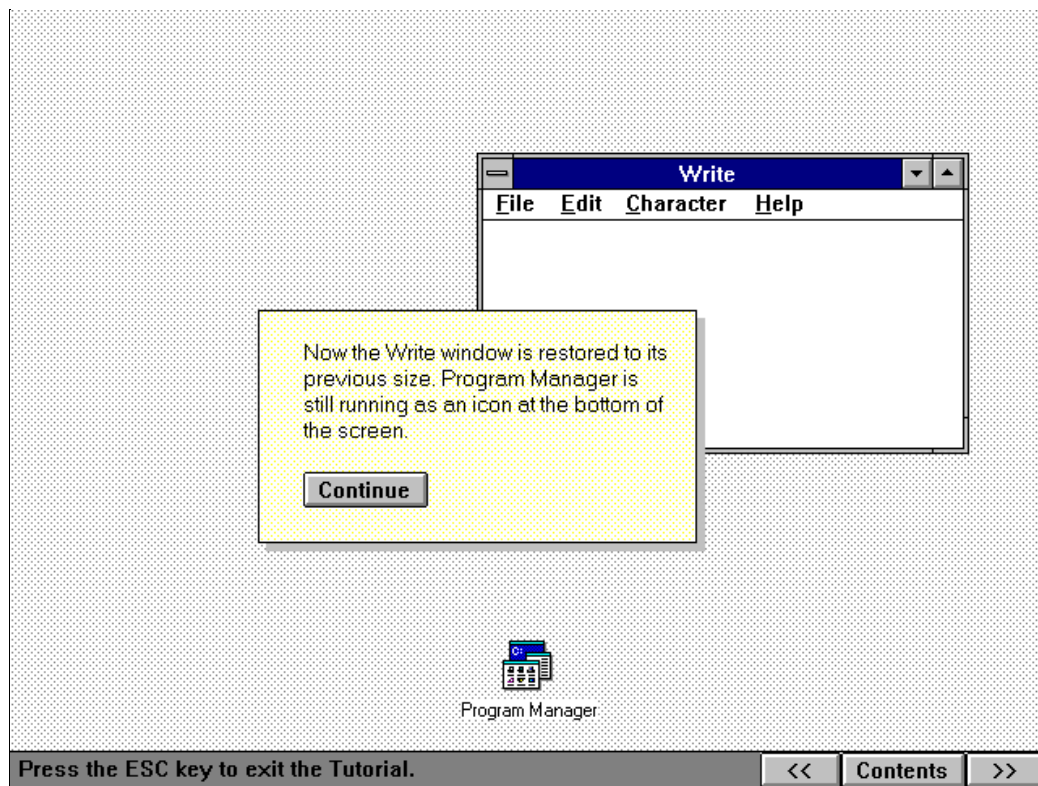 Write
File Edit Character Help
Now the Write window is restored to its
previous size. Program Manager is
still running as an icon at the bottom of
the screen.
Continue
C:
Program Manager
Press the ESC key to exit the Tutorial.
<< Contents >>